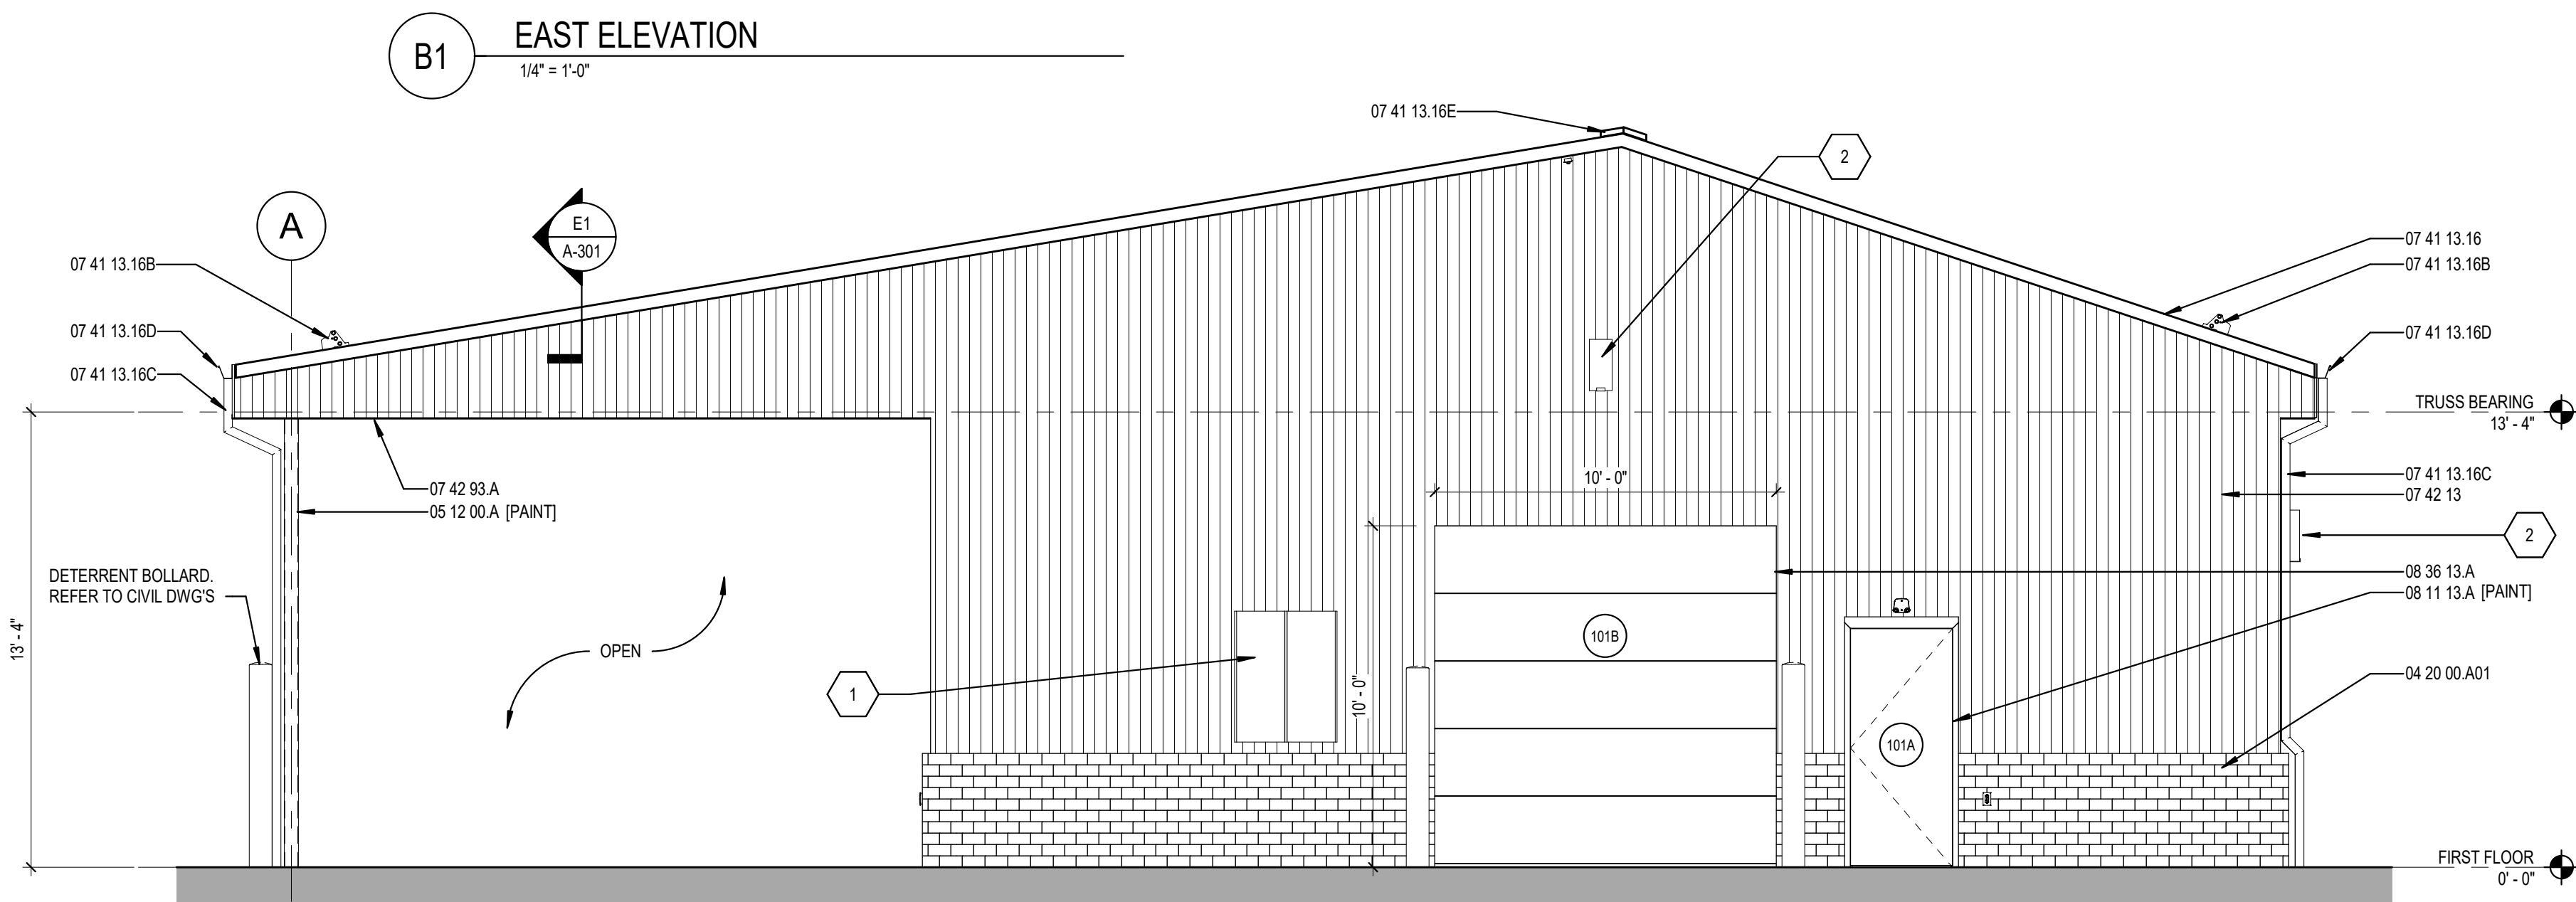 B1
EAST ELEVATION
1/4" = 1'-0"
07 41 13.16E
2
A
E1
A-301
07 41 13.16B
07 41 13.16D
07 41 13.16C
07 41 13.16
07 41 13.16B
07 41 13.16D
TRUSS BEARING
13' - 4"
07 42 93.A
05 12 00.A [PAINT]
10' - 0"
07 41 13.16C
07 42 13
2
DETERRENT BOLLARD.
REFER TO CIVIL DWG'S
08 36 13.A
08 11 13.A [PAINT]
13' - 4"
OPEN
101B
1
10' - 0"
04 20 00.A01
101A
FIRST FLOOR
0' - 0"